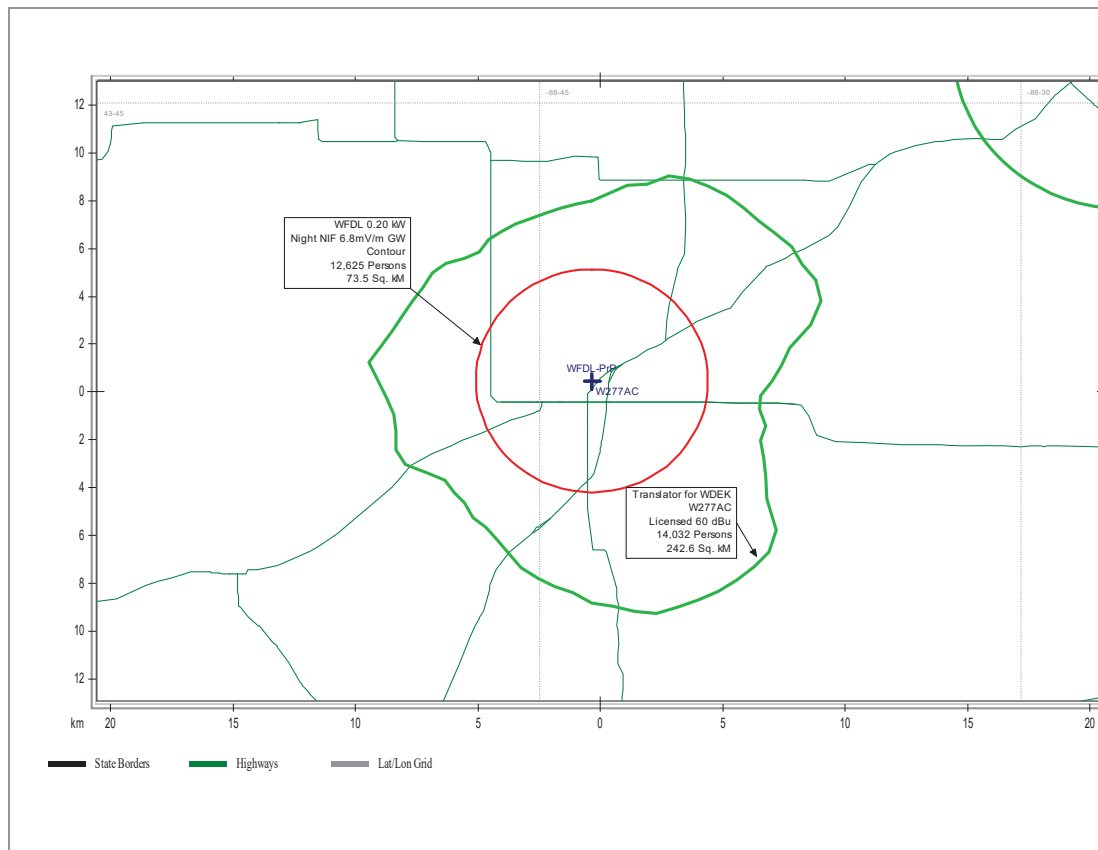 -88-45
-88-30
43-45
12
10
8
6
4
2
0
2
4
6
8
10
12
WFDL 0.20 kW
Night NIF 6.8mV/m GW
Contour
12,625 Persons
73.5 Sq. kM
WFDL-PrP
W277AC
Translator for WDEK
W277AC
Licensed 60 dBu
14,032 Persons
242.6 Sq. kM
km
20
15
10
5
0
5
10
15
20
State Borders
Highways
Lat/Lon Grid